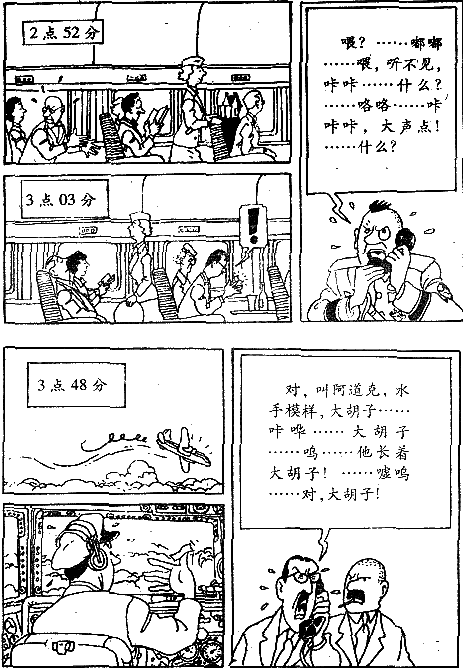 2点52分
喂？……嘟嘟
……喂，听不见，
咔咔……什么？
……咯咯……咔
咔咔，大声点！
……什么？
3点03分
!
3点48分
对，叫阿道克，水
手模样，大胡子……
咔哗……大胡子
……呜……他长着
大胡子！……嘘呜
……对，大胡子！